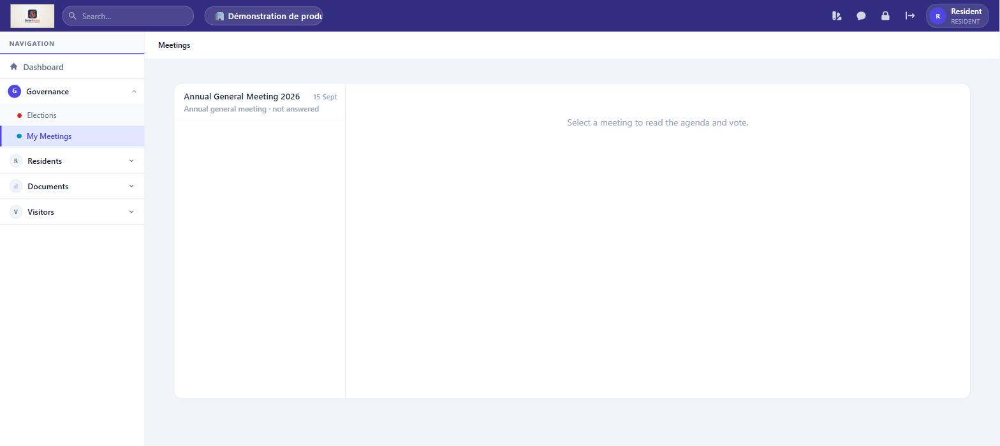 Search...
Démonstration de produ
R
Resident
RESIDENT
NAVIGATION
Meetings
Dashboard
G
Governance
Elections
My Meetings
R
Residents
Documents
V
Visitors
Annual General Meeting 2026
15 Sept
Annual general meeting · not answered
Select a meeting to read the agenda and vote.